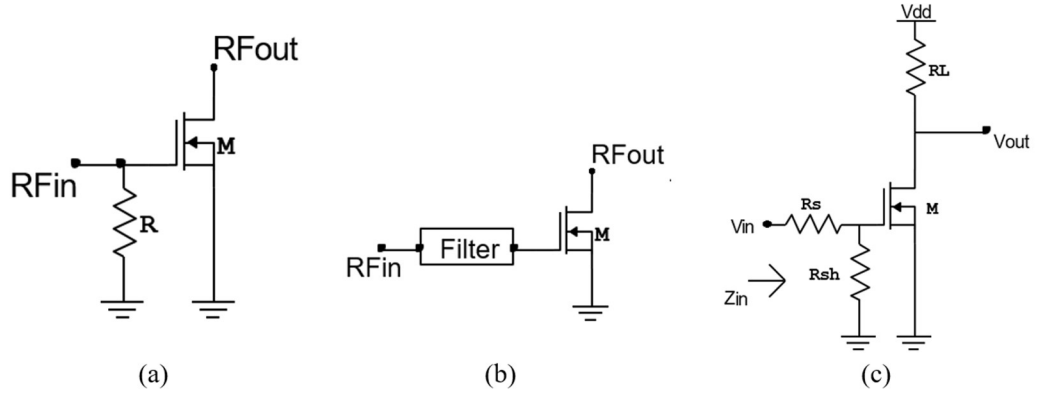 RFout
M
RFin
R
(a)
RFout
M
Filter
RFin
(b)
Vdd
RL
Vout
Rs
M
Vin
Rsh
Zin
(c)